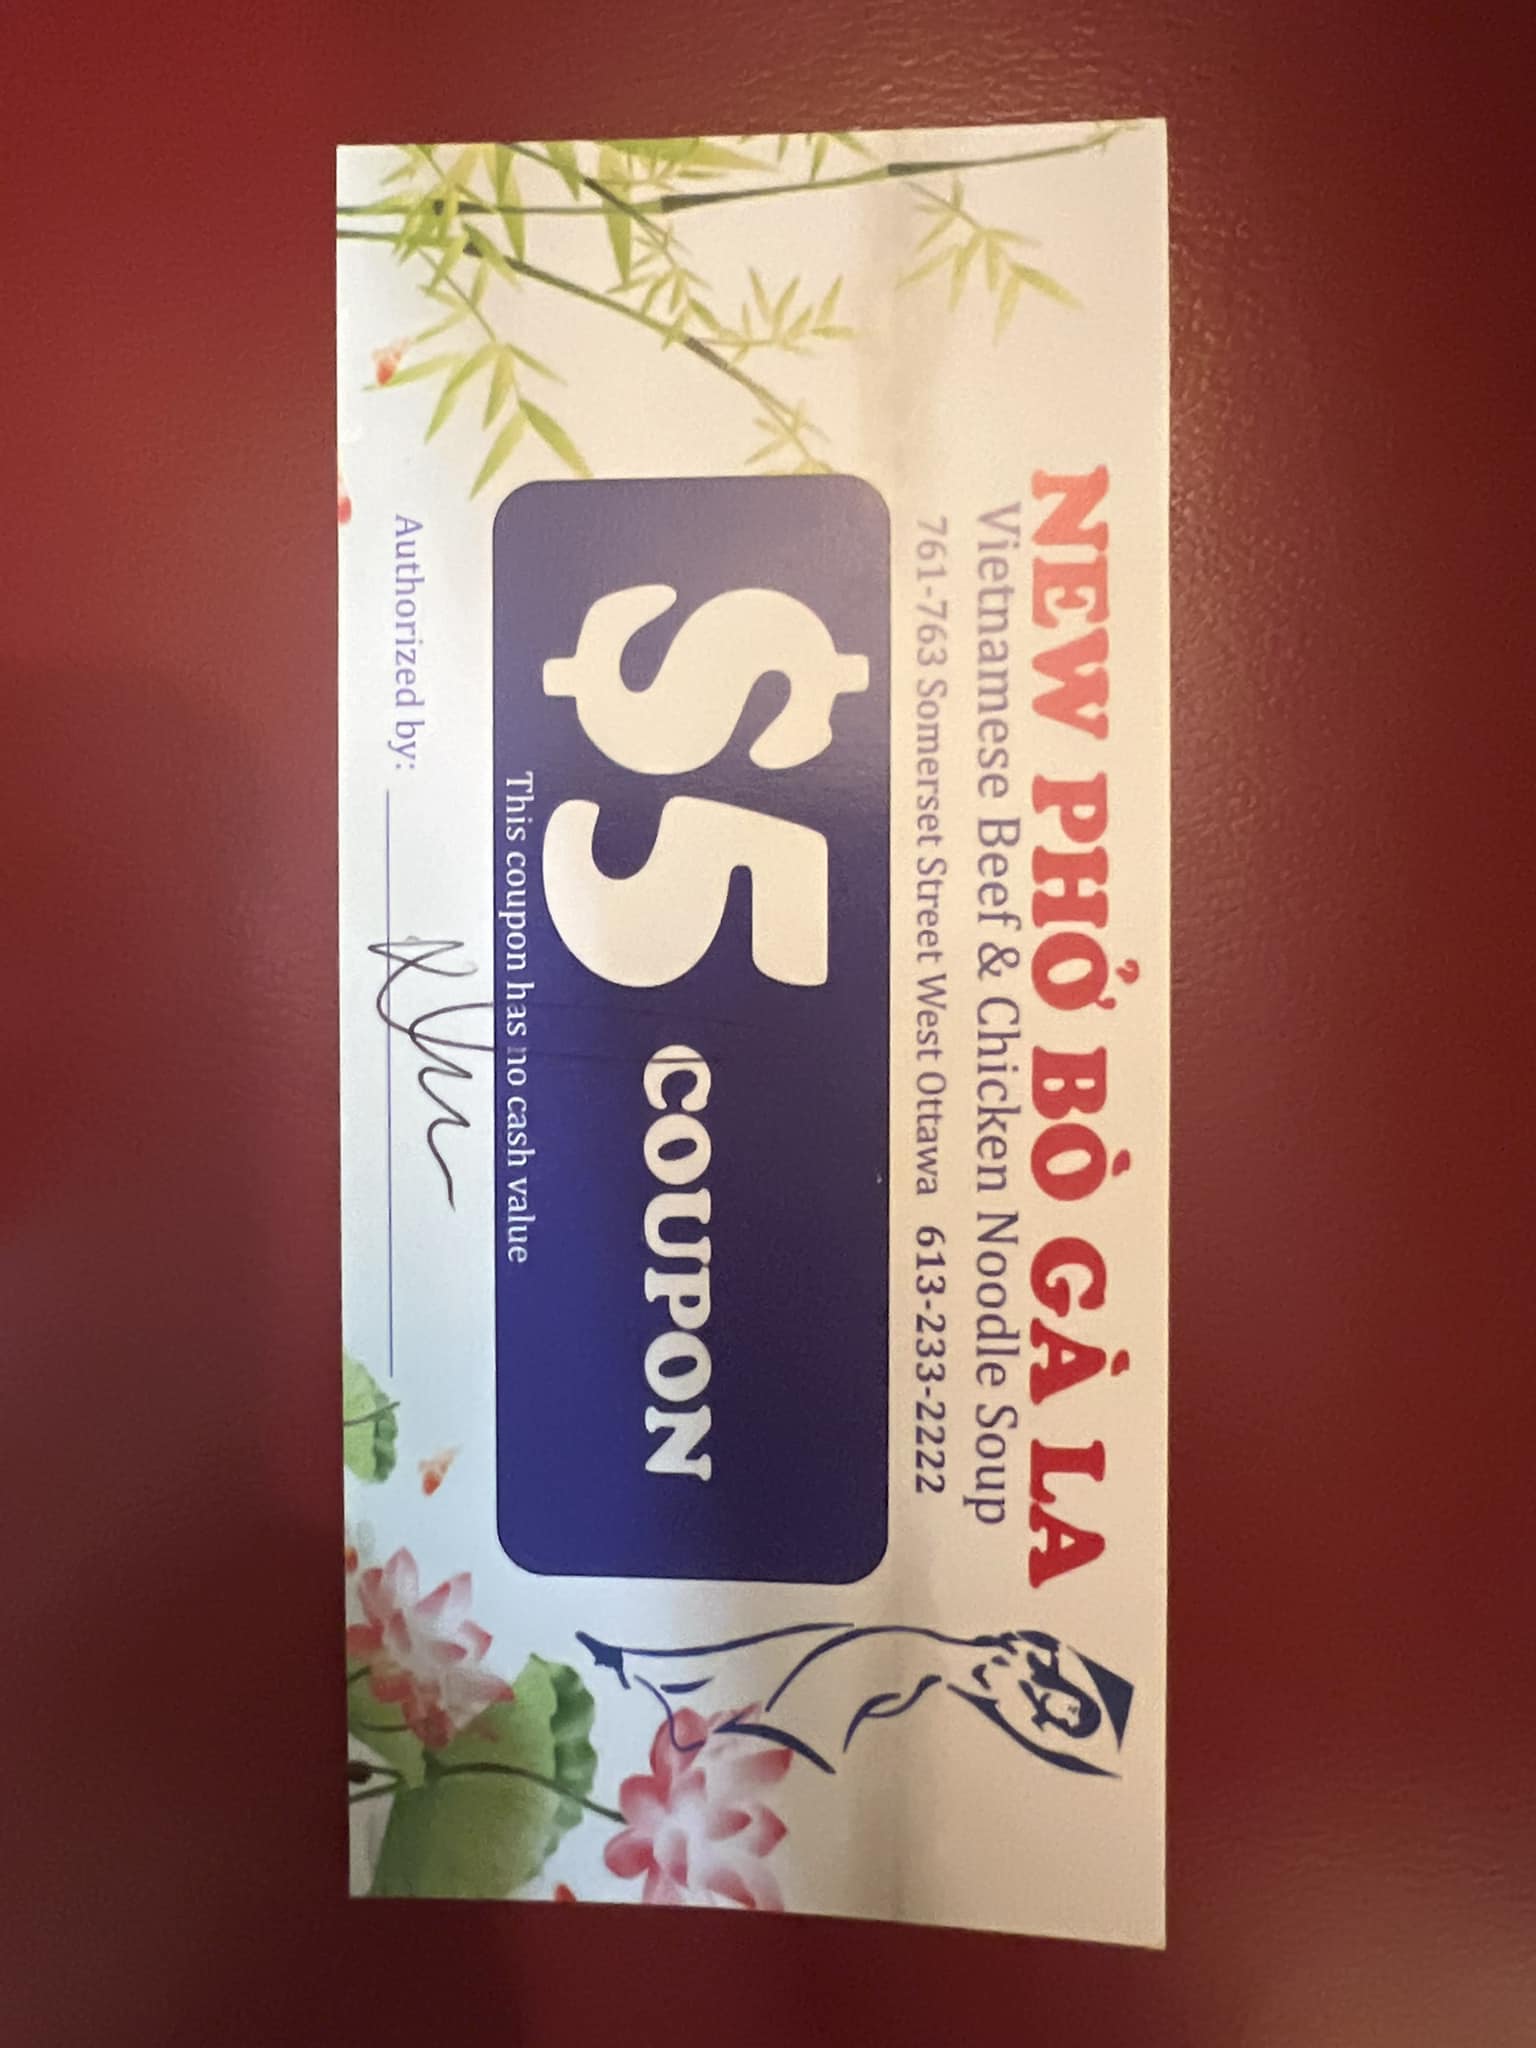 NEW PHỞ BÒ GÀ LA
Vietnamese Beef & Chicken Noodle Soup
761-763 Somerset Street West Ottawa 613-233-2222
$5 COUPON
This coupon has no cash value
Authorized by: